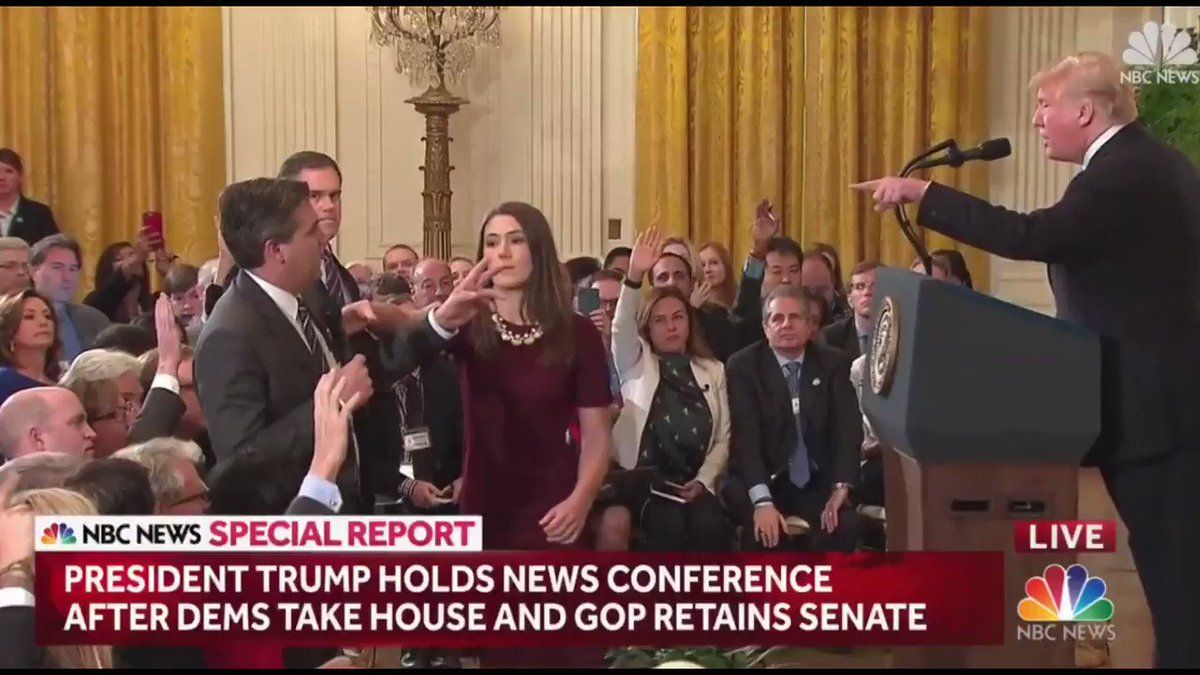 NBC NEWS
NBC NEWS SPECIAL REPORT
LIVE
PRESIDENT TRUMP HOLDS NEWS CONFERENCE
AFTER DEMS TAKE HOUSE AND GOP RETAINS SENATE
NBC NEWS